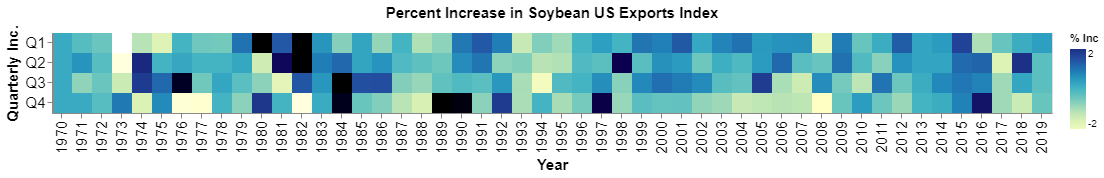 Percent Increase in Soybean US Exports Index
Quarterly Inc.
Q1
Q2
Q3
Q4
% Inc
2
-2
1970 1971 1972 1973 1974 1975 1976 1977 1978 1979 1980 1981 1982 1983 1984 1985 1986 1987 1988 1989 1990 1991 1992 1993 1994 1995 1996 1997 1998 1999 2000 2001 2002 2003 2004 2005 2006 2007 2008 2009 2010 2011 2012 2013 2014 2015 2016 2017 2018 2019
Year